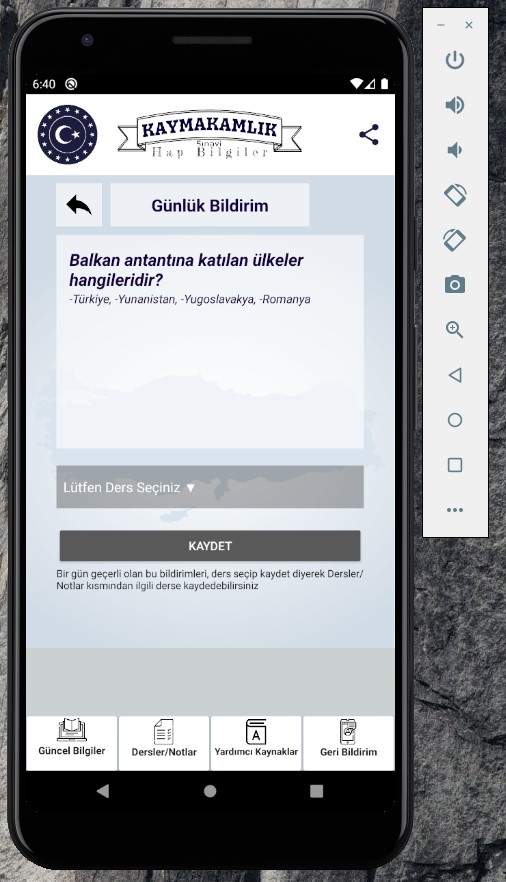 6:40
KAYMAKAMLIK
Sınavı
Hap Bilgiler
Günlük Bildirim
Balkan antantına katılan ülkeler
hangileridir?
-Türkiye, -Yunanistan, -Yugoslavakya, -Romanya
Lütfen Ders Seçiniz ▼
KAYDET
Bir gün geçerli olan bu bildirimleri, ders seçip kaydet diyerek Dersler/
Notlar kısmından ilgili derse kaydedebilirsiniz
Güncel Bilgiler
Dersler/Notlar
A
Yardımcı Kaynaklar
Geri Bildirim